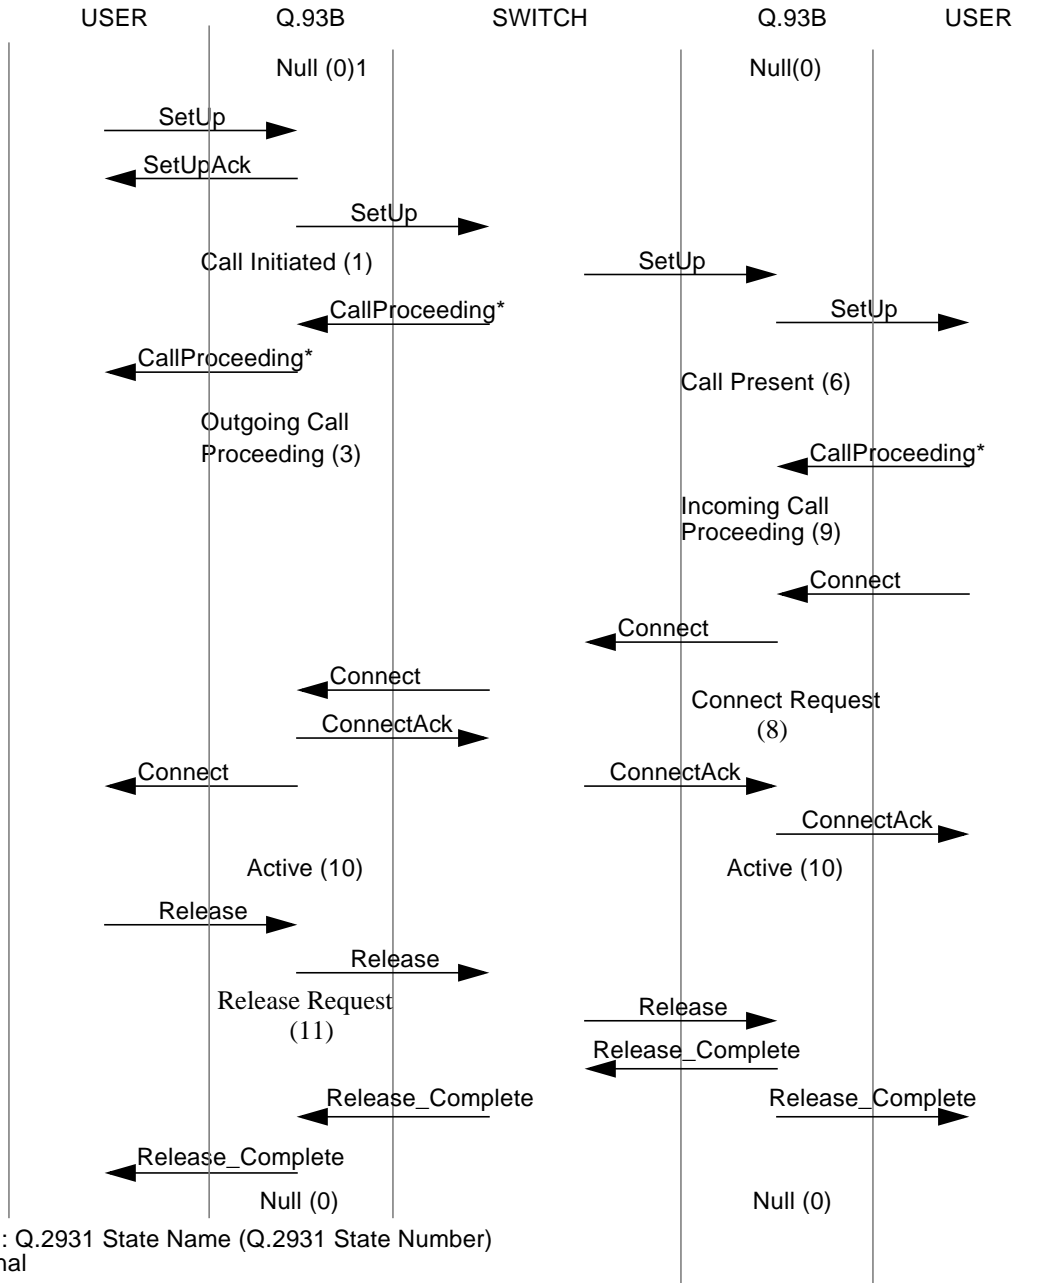 USER Q.93B SWITCH Q.93B USER
Null (0)1 Null(0)
SetUp
SetUpAck
SetUp
Call Initiated (1) SetUp
CallProceeding* SetUp
CallProceeding*
Call Present (6)
Outgoing Call
Proceeding (3) CallProceeding*
Incoming Call
Proceeding (9)
Connect
Connect
Connect
Connect Request
ConnectAck (8)
Connect ConnectAck
ConnectAck
Active (10) Active (10)
Release
Release
Release Request Release
(11)
Release_Complete
Release_Complete Release_Complete
Release_Complete
Null (0) Null (0)
: Q.2931 State Name (Q.2931 State Number)
nal